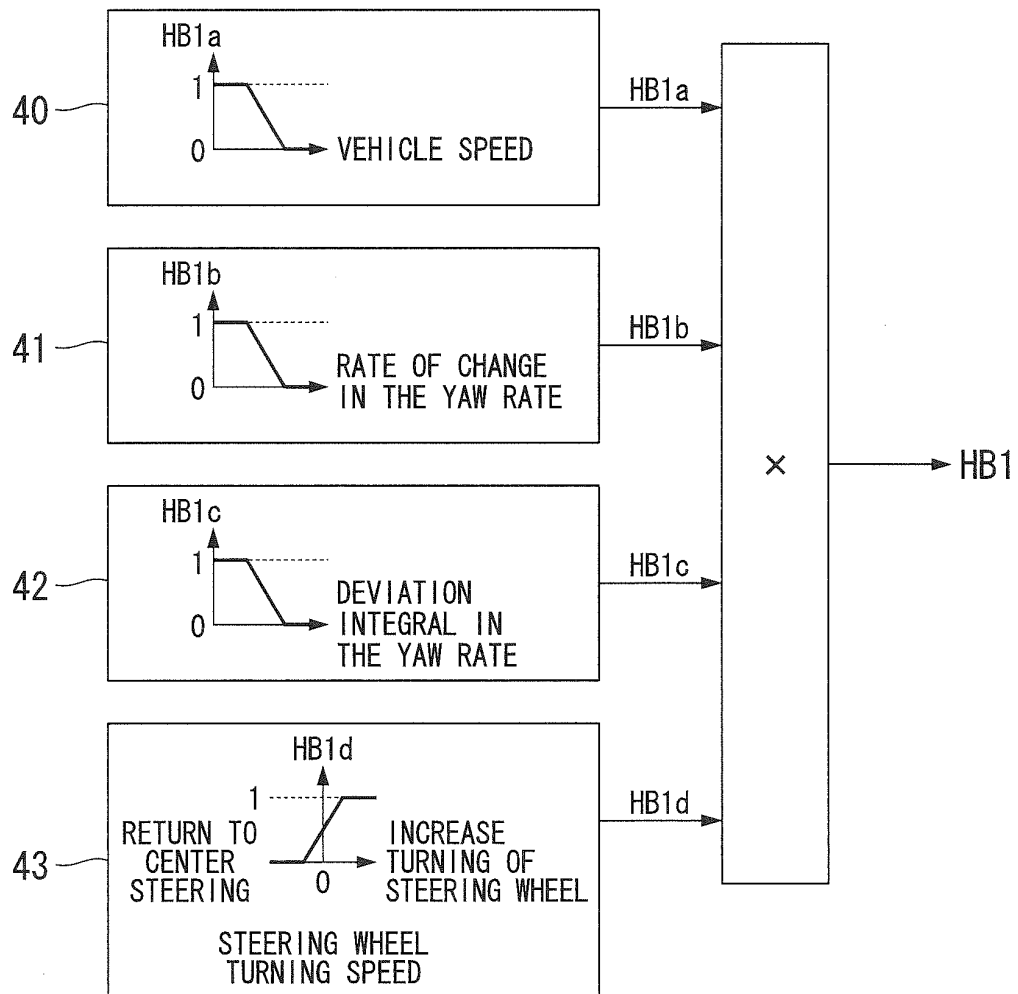 HB1a
1
0
VEHICLE SPEED
40
HB1a
HB1b
1
0
RATE OF CHANGE
IN THE YAW RATE
41
HB1b
×
HB1
HB1c
1
0
DEVIATION
INTEGRAL IN
THE YAW RATE
42
HB1c
HB1d
1
0
RETURN TO
CENTER
STEERING
INCREASE
TURNING OF
STEERING WHEEL
STEERING WHEEL
TURNING SPEED
43
HB1d